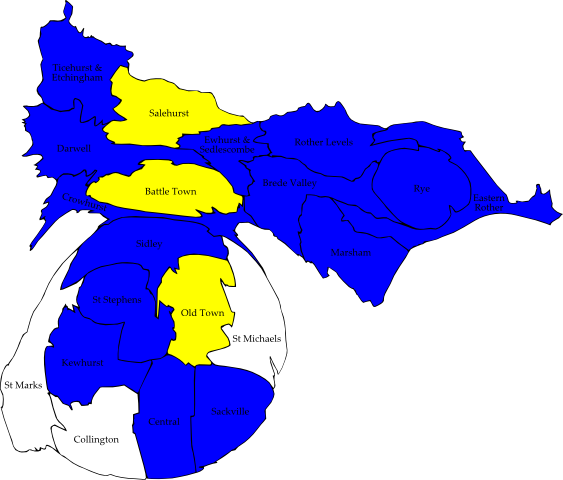 Ticehurst &
Etchingham
Salehurst
Darwell
Ewhurst &
Sedlescombe
Rother Levels
Battle Town
Brede Valley
Rye
Crowhurst
Eastern
Rother
Sidley
Marsham
St Stephens
Old Town
St Michaels
Kewhurst
St Marks
Central
Sackville
Collington